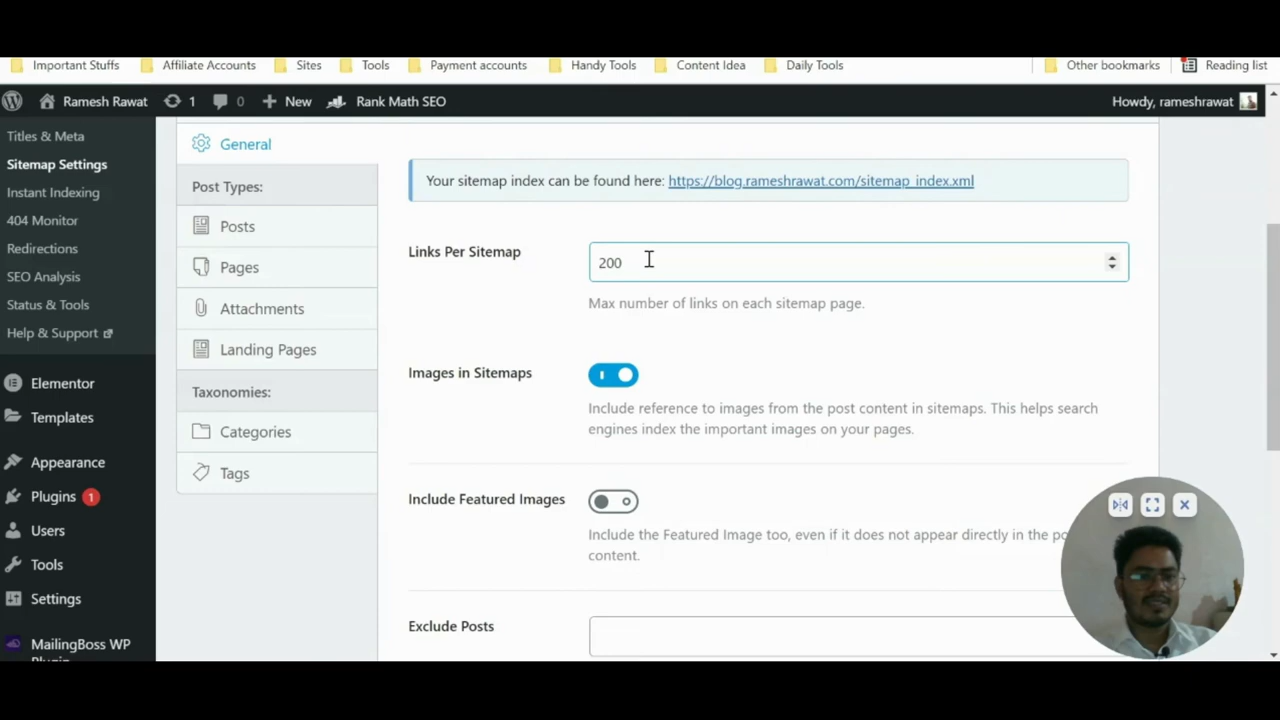 Important Stuffs Affiliate Accounts Sites Tools Payment accounts Handy Tools Content Idea Daily Tools Other bookmarks Reading list
Ramesh Rawat 1 0 New Rank Math SEO Howdy, rameshrawat
Titles & Meta
Sitemap Settings
Instant Indexing
404 Monitor
Redirections
SEO Analysis
Status & Tools
Help & Support
Elementor
Templates
Appearance
Plugins 1
Users
Tools
Settings
MailingBoss WP
Plugin
General
Post Types:
Posts
Pages
Attachments
Landing Pages
Taxonomies:
Categories
Tags
Your sitemap index can be found here: https://blog.rameshrawat.com/sitemap_index.xml
Links Per Sitemap
200
Max number of links on each sitemap page.
Images in Sitemaps
Include reference to images from the post content in sitemaps. This helps search
engines index the important images on your pages.
Include Featured Images
Include the Featured Image too, even if it does not appear directly in the po
content.
Exclude Posts